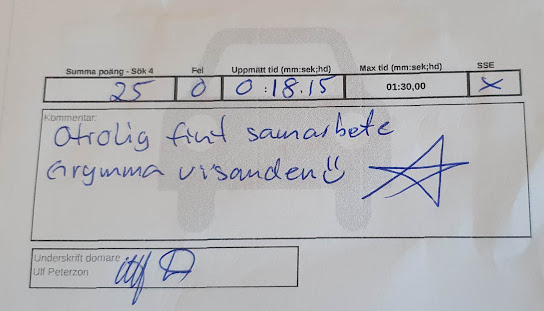 Summa poäng - Sök 4 Fel Uppmätt tid (mm:sek;hd) Max tid (mm:sek;hd) SSE
25 0 0:18.15 01:30,00 x
Kommentar:
Otrolig fint samarbete
Grymma visanden
Underskrift domare
Ulf Peterzon